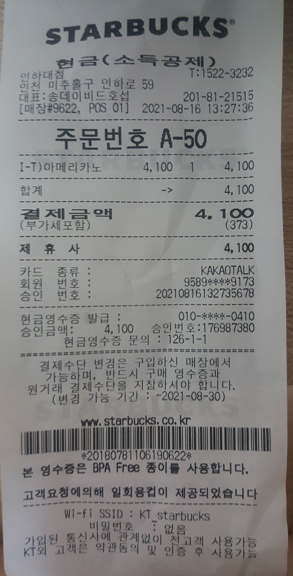 STARBUCKS®
현금(소득공제)
인하대점 T:1522-3232
인천 미추홀구 인하로 59
대표:송데이비드호섭 201-81-21515
[매장#9622, POS 01] 2021-08-16 13:27:36
주문번호 A-50
I-T)아메리카노 4,100 1 4,100
합계 -> 4,100
결제금액 4,100
(부가세포함) (373)
제 휴 사 4,100
카드 종류 : KAKAOTALK
회원 번호 : 9589****9173
승인 번호 : 20210816132735678
현금영수증 발급 : 010-****-0410
승인금액: 4,100 승인번호:176987380
현금영수증 문의 : 126-1-1
결제수단 변경은 구입하신 매장에서
가능하며, 반드시 구매 영수증과
원거래 결제수단을 지참하셔야 합니다.
(변경 가능 기간 : ~2021-08-30)
www.starbucks.co.kr
*20180781106190622*
본 영수증은 BPA Free 종이를 사용합니다.
고객요청에의해 일회용컵이 제공되었습니다
Wi-fi SSID : KT_starbucks
비밀번호 : 없음
가입된 통신사에 관계없이 전고객 사용가능
KT외 고객은 약관동의 및 인증 후 사용가능